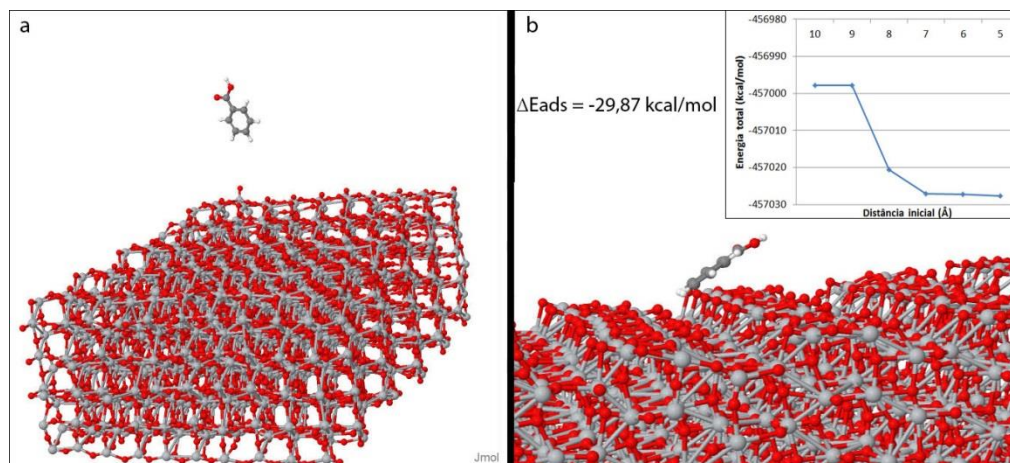 a
Jmol
b
ΔEads = -29,87 kcal/mol
Energia total (kcal/mol)
-456980
10 9 8 7 6 5
-456990
-457000
-457010
-457020
-457030
Distância inicial (Å)